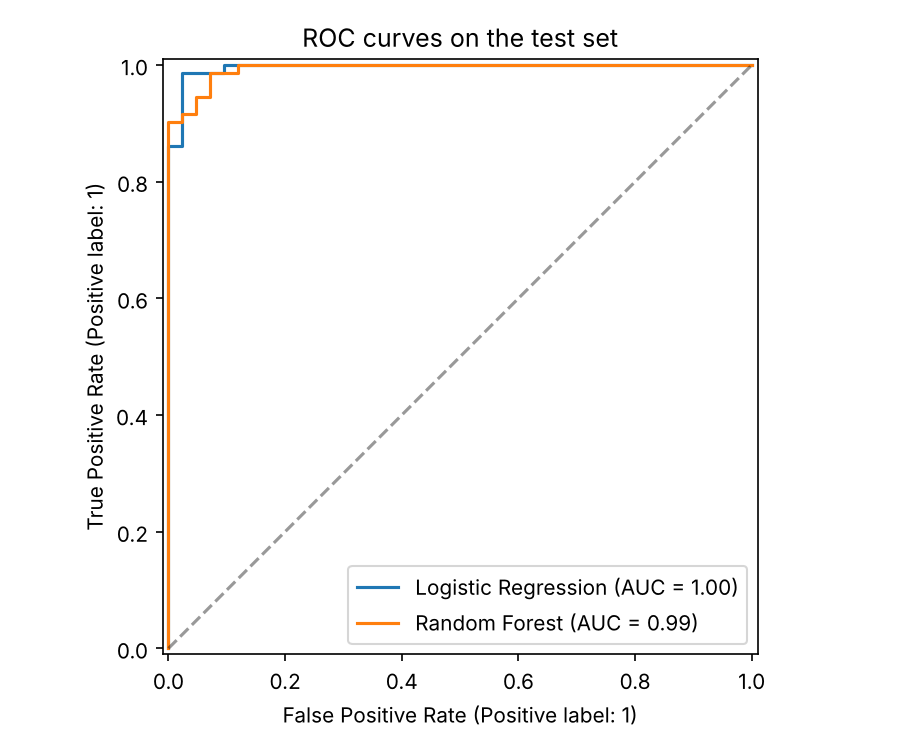 ROC curves on the test set
1.0
0.8
0.6
0.4
0.2
0.0
True Positive Rate (Positive label: 1)
Logistic Regression (AUC = 1.00)
Random Forest (AUC = 0.99)
0.0 0.2 0.4 0.6 0.8 1.0
False Positive Rate (Positive label: 1)